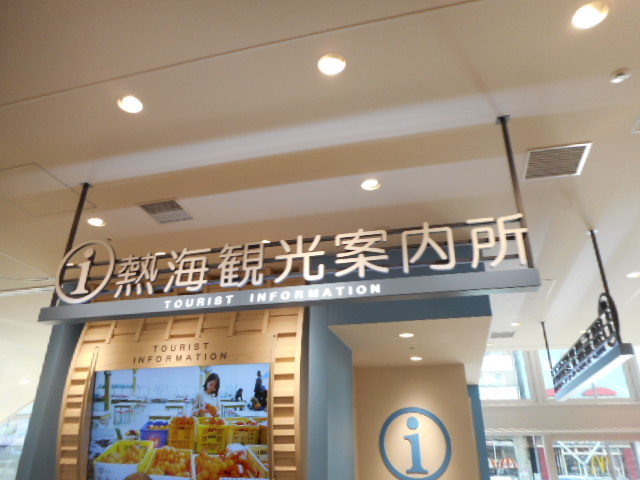 i 熱海観光案内所
TOURIST INFORMATION
TOURIST
INFORMATION
i